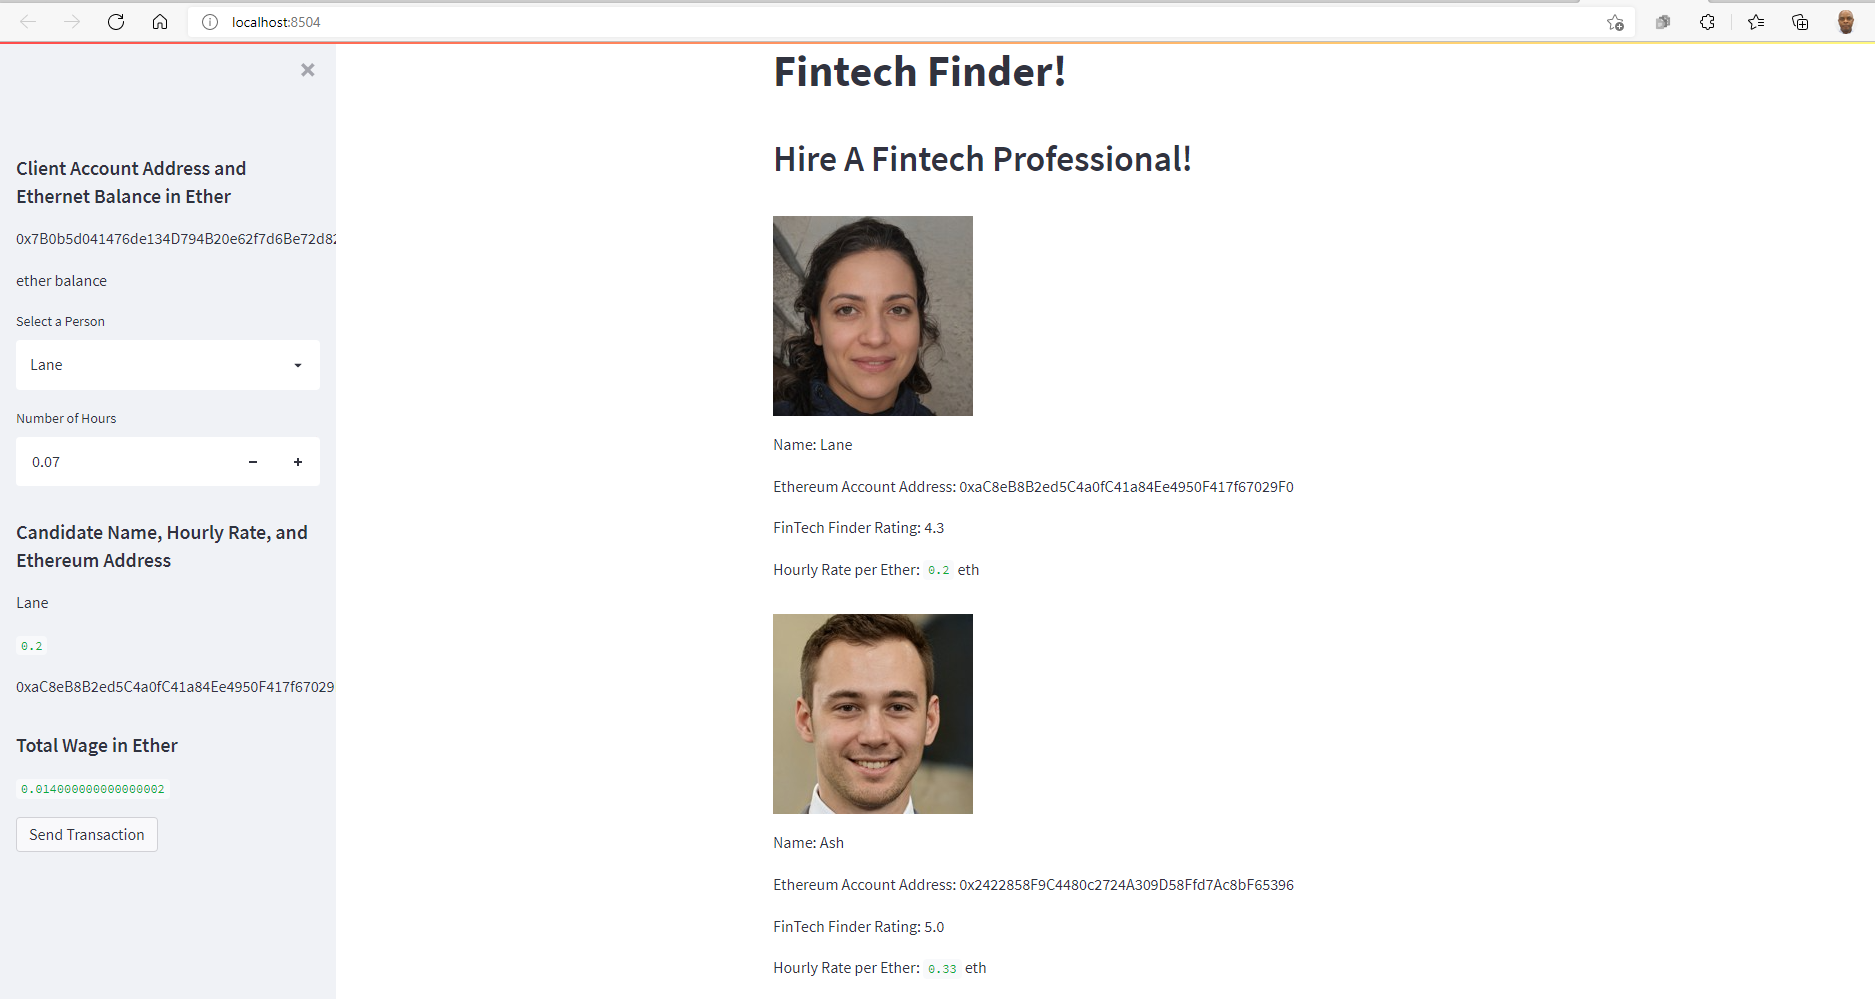 localhost:8504
Client Account Address and
Ethernet Balance in Ether
0x7B0b5d041476de134D794B20e62f7d6Be72d82
ether balance
Select a Person
Lane
Number of Hours
0.07
Candidate Name, Hourly Rate, and
Ethereum Address
Lane
0.2
0xaC8eB8B2ed5C4a0fC41a84Ee4950F417f67029
Total Wage in Ether
0.014000000000000002
Send Transaction
Fintech Finder!
Hire A Fintech Professional!
Name: Lane
Ethereum Account Address: 0xaC8eB8B2ed5C4a0fC41a84Ee4950F417f67029F0
FinTech Finder Rating: 4.3
Hourly Rate per Ether: 0.2 eth
Name: Ash
Ethereum Account Address: 0x2422858F9C4480c2724A309D58Ffd7Ac8bF65396
FinTech Finder Rating: 5.0
Hourly Rate per Ether: 0.33 eth